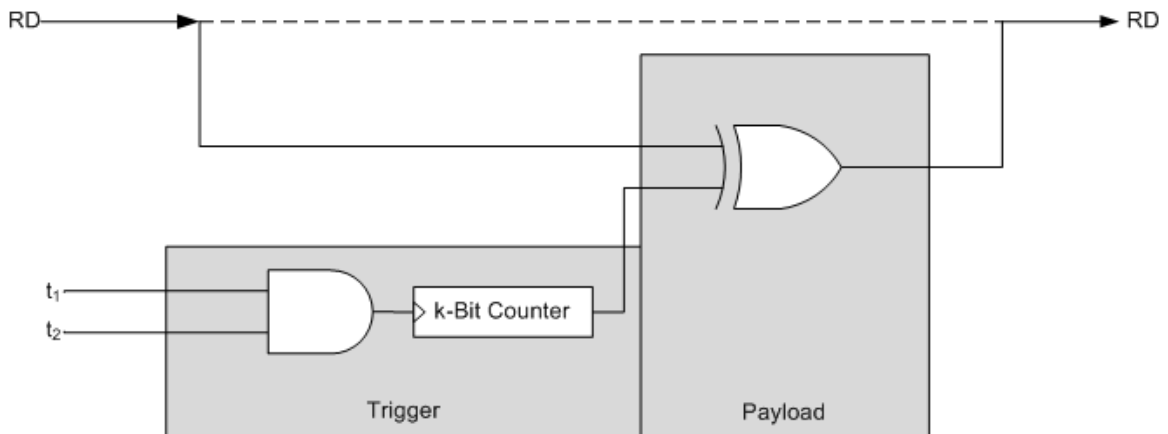 RD
RD
t₁
t₂
k-Bit Counter
Trigger
Payload